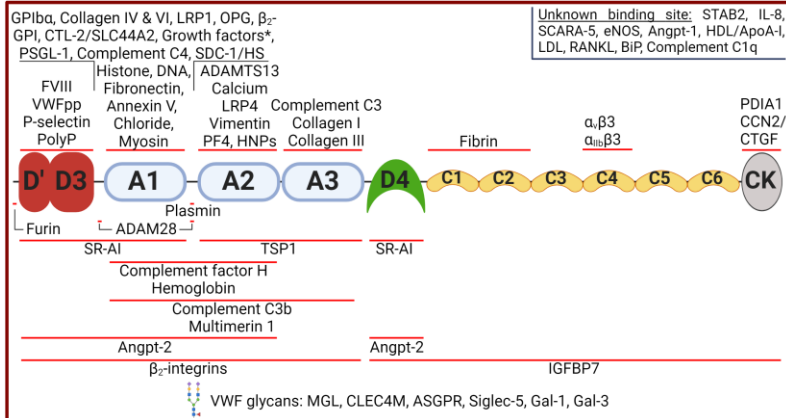 GPIbα, Collagen IV & VI, LRP1, OPG, β₂-
GPI, CTL-2/SLC44A2, Growth factors*,
PSGL-1, Complement C4, SDC-1/HS
Unknown binding site: STAB2, IL-8,
SCARA-5, eNOS, Angpt-1, HDL/ApoA-I,
LDL, RANKL, BiP, Complement C1q
FVIII
VWFpp
P-selectin
PolyP
Histone, DNA,
Fibronectin,
Annexin V,
Chloride,
Myosin
ADAMTS13
Calcium
LRP4
Vimentin
PF4, HNPs
Complement C3
Collagen I
Collagen III
Fibrin
αᵥβ3
αᵢᵢbβ3
PDIA1
CCN2/
CTGF
D' D3 A1 A2 A3 D4 C1 C2 C3 C4 C5 C6 CK
Plasmin
Furin
ADAM28
SR-AI
TSP1
SR-AI
Complement factor H
Hemoglobin
Complement C3b
Multimerin 1
Angpt-2
Angpt-2
β₂-integrins
IGFBP7
VWF glycans: MGL, CLEC4M, ASGPR, Siglec-5, Gal-1, Gal-3